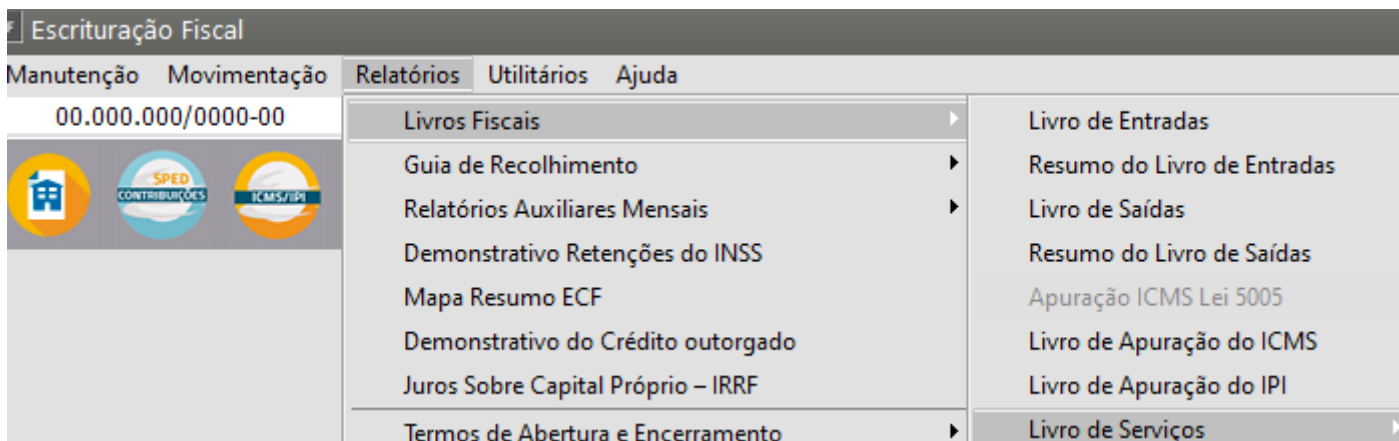 Escrituração Fiscal
Manutenção Movimentação Relatórios Utilitários Ajuda
00.000.000/0000-00
SPED
CONTRIBUIÇÕES
ICMS/IPI
Livros Fiscais
Guia de Recolhimento
Relatórios Auxiliares Mensais
Demonstrativo Retenções do INSS
Mapa Resumo ECF
Demonstrativo do Crédito outorgado
Juros Sobre Capital Próprio – IRRF
Termos de Abertura e Encerramento
Livro de Entradas
Resumo do Livro de Entradas
Livro de Saídas
Resumo do Livro de Saídas
Apuração ICMS Lei 5005
Livro de Apuração do ICMS
Livro de Apuração do IPI
Livro de Serviços